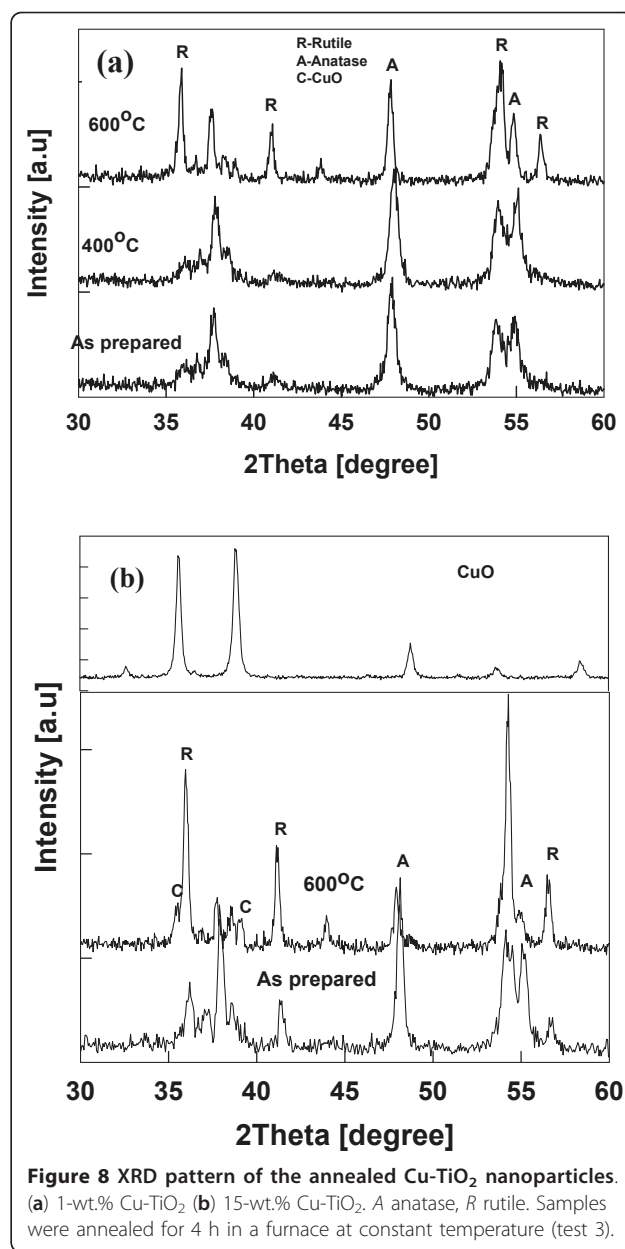 (a)
R-Rutile
A-Anatase
C-CuO
R
R
A
R
A
R
600°C
400°C
As prepared
Intensity [a.u]
30 35 40 45 50 55 60
2Theta [degree]
(b)
CuO
R
C
R
C
600°C
A
A
R
As prepared
Intensity [a.u]
30 35 40 45 50 55 60
2Theta [degree]
Figure 8 XRD pattern of the annealed Cu-TiO₂ nanoparticles.
(a) 1-wt.% Cu-TiO₂ (b) 15-wt.% Cu-TiO₂. A anatase, R rutile. Samples
were annealed for 4 h in a furnace at constant temperature (test 3).